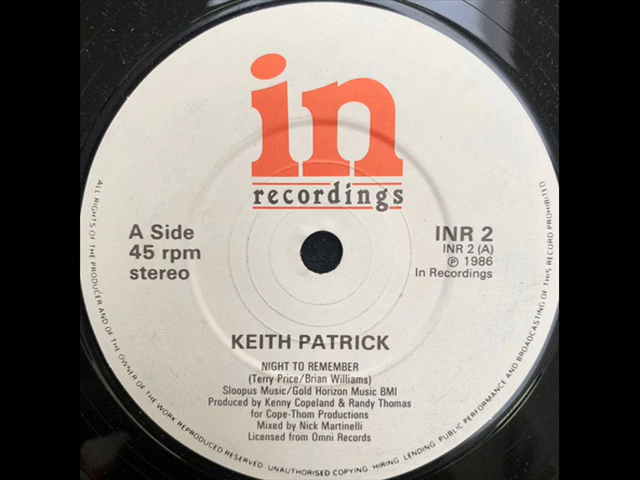 in
recordings
A Side
45 rpm
stereo
INR 2
INR 2 (A)
℗ 1986
In Recordings
KEITH PATRICK
NIGHT TO REMEMBER
(Terry Price/Brian Williams)
Sloopus Music/Gold Horizon Music BMI
Produced by Kenny Copeland & Randy Thomas
for Cope-Thom Productions
Mixed by Nick Martinelli
Licensed from Omni Records
ALL RIGHTS OF THE PRODUCER AND OF THE OWNER OF THE WORK REPRODUCED RESERVED UNAUTHORISED COPYING HIRING LENDING PUBLIC PERFORMANCE AND BROADCASTING OF THIS RECORD PROHIBITED